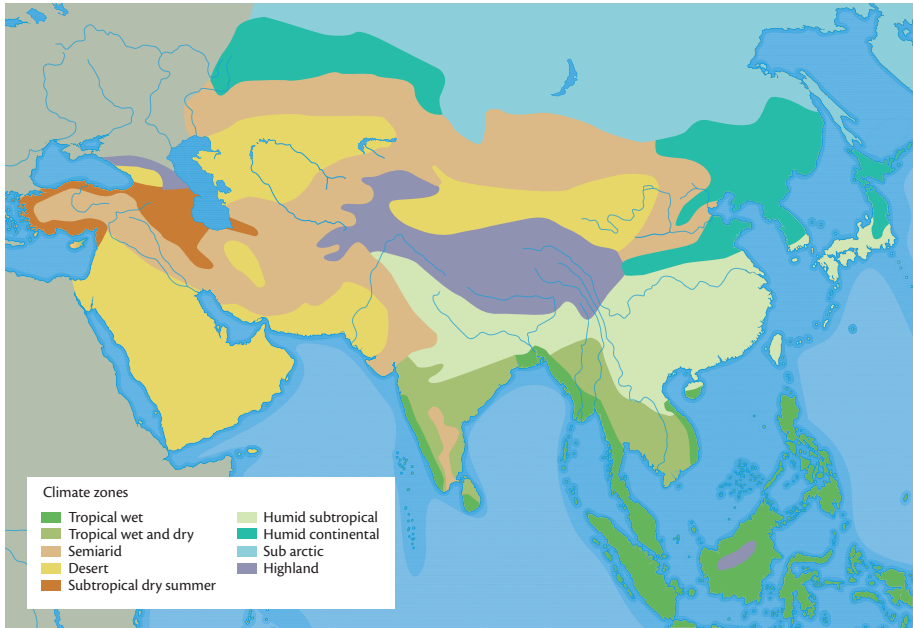 Climate zones
Tropical wet
Tropical wet and dry
Semiarid
Desert
Subtropical dry summer
Humid subtropical
Humid continental
Sub arctic
Highland